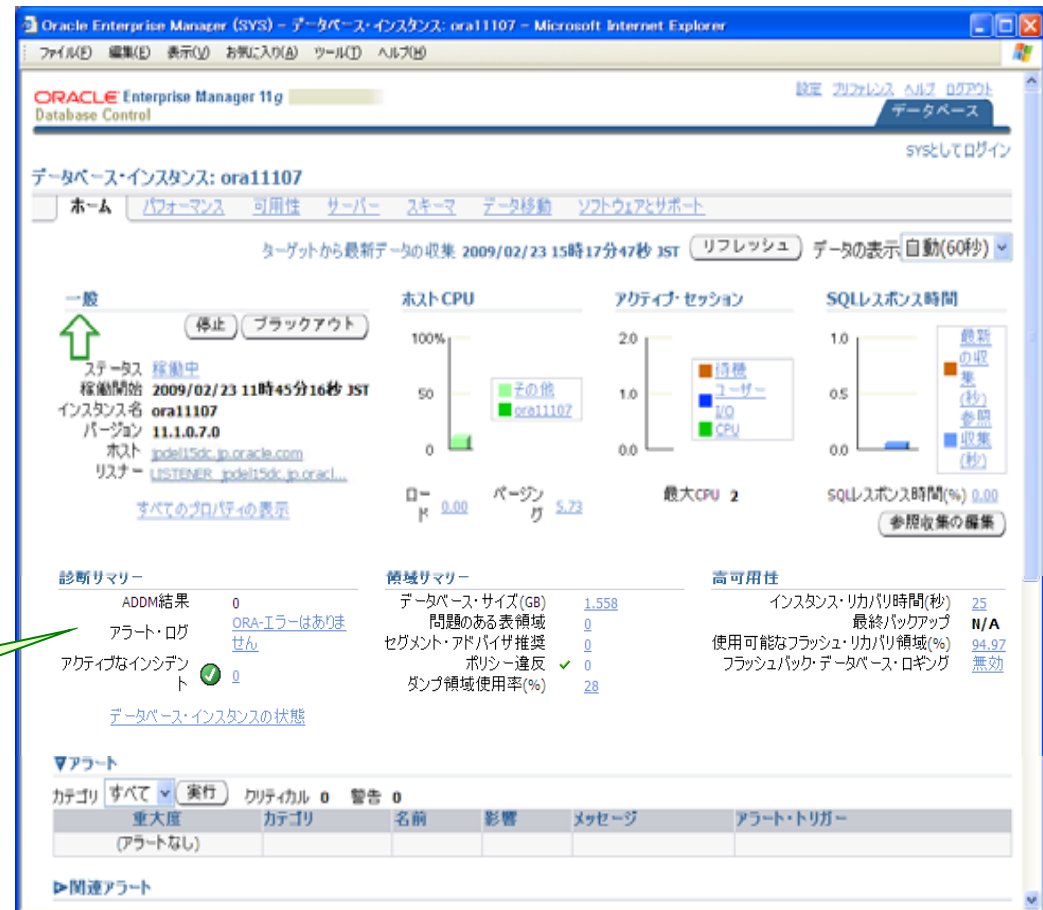 Oracle Enterprise Manager (SYS) - データベース・インスタンス: ora11107 - Microsoft Internet Explorer
ファイル(F) 編集(E) 表示(V) お気に入り(A) ツール(T) ヘルプ(H)
設定 プリファレンス ヘルプ ログアウト
ORACLE Enterprise Manager 11g
Database Control
データベース
SYSとしてログイン
データベース・インスタンス: ora11107
ホーム パフォーマンス 可用性 サーバー スキーマ データ移動 ソフトウェアとサポート
ターゲットから最新データの収集 2009/02/23 15時17分47秒 JST リフレッシュ データの表示 自動(60秒)
一般
停止 ブラックアウト
ステータス 稼働中
稼働開始 2009/02/23 11時45分16秒 JST
インスタンス名 ora11107
バージョン 11.1.0.7.0
ホスト jpdel15dc.jp.oracle.com
リスナー LISTENER_jpdel15dc.jp.oracl...
すべてのプロパティの表示
ホスト CPU
100%
50
0
その他
ora11107
ロー
ド 0.00
ページン
グ 5.73
アクティブ・セッション
2.0
1.0
0.0
待機
ユーザー
I/O
CPU
最大CPU 2
SQLレスポンス時間
1.0
0.5
0.0
最新
の収
集
(秒)
参照
収集
(秒)
SQLレスポンス時間(%) 0.00
参照収集の編集
診断サマリー
ADDM結果 0
アラート・ログ ORA-エラーはありま
せん
アクティブなインシデン
ト 0
データベース・インスタンスの状態
領域サマリー
データベース・サイズ(GB) 1.558
問題のある表領域 0
セグメント・アドバイザ推奨 0
ポリシー違反 0
ダンプ領域使用率(%) 28
高可用性
インスタンス・リカバリ時間(秒) 25
最終バックアップ N/A
使用可能なフラッシュ・リカバリ領域(%) 94.97
フラッシュバック・データベース・ロギング 無効
アラート
カテゴリ すべて 実行 クリティカル 0 警告 0
重大度 カテゴリ 名前 影響 メッセージ アラート・トリガー
(アラートなし)
関連アラート